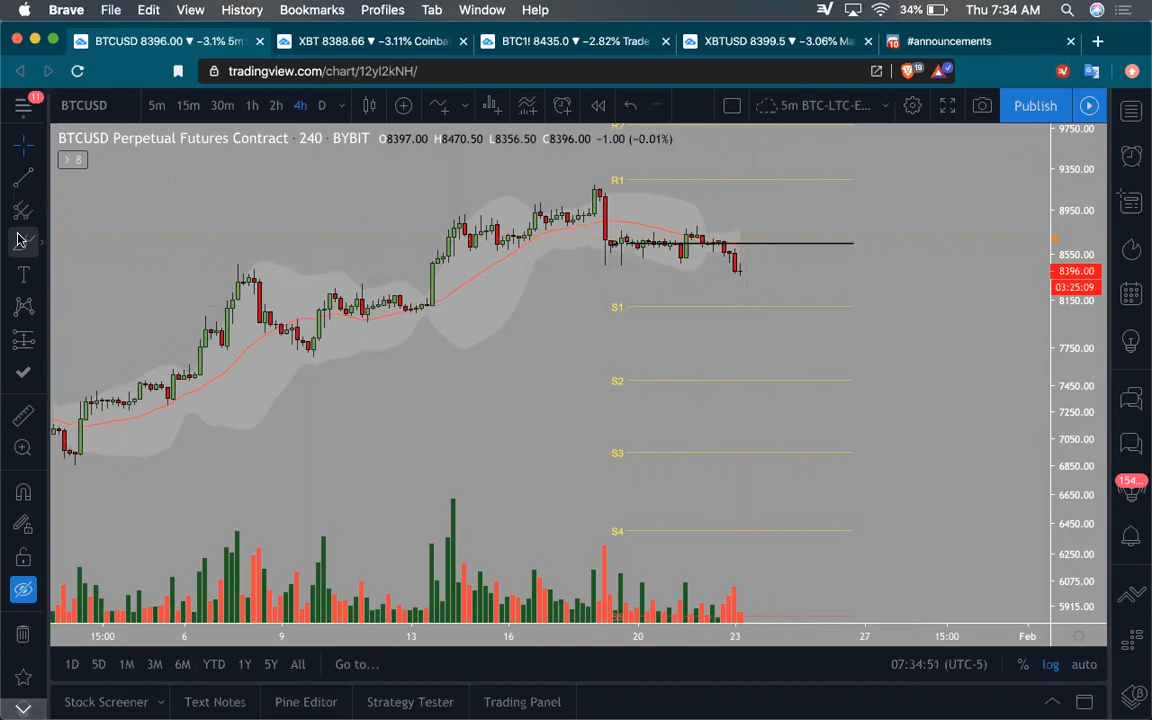 Brave File Edit View History Bookmarks Profiles Tab Window Help 34% Thu 7:34 AM
BTCUSD 8396.00 ▼ −3.1% 5m XBT 8388.66 ▼ −3.11% Coinba BTC1! 8435.0 ▼ −2.82% Trade XBTUSD 8399.5 ▼ −3.06% Ma 10 #announcements
tradingview.com/chart/12yl2kNH/ 19
11 BTCUSD 5m 15m 30m 1h 2h 4h D 5m BTC-LTC-E... Publish
BTCUSD Perpetual Futures Contract · 240 · BYBIT O8397.00 H8470.50 L8356.50 C8396.00 −1.00 (−0.01%)
8
R2
R1
S1
S2
S3
S4
9750.00
9350.00
8950.00
8550.00
8396.00
03:25:09
8150.00
7750.00
7450.00
7250.00
7050.00
6850.00
6650.00
6450.00
6250.00
6075.00
5915.00
154...
15:00 6 9 13 16 20 23 27 15:00 Feb
1D 5D 1M 3M 6M YTD 1Y 5Y All Go to... 07:34:51 (UTC-5) % log auto
Stock Screener Text Notes Pine Editor Strategy Tester Trading Panel